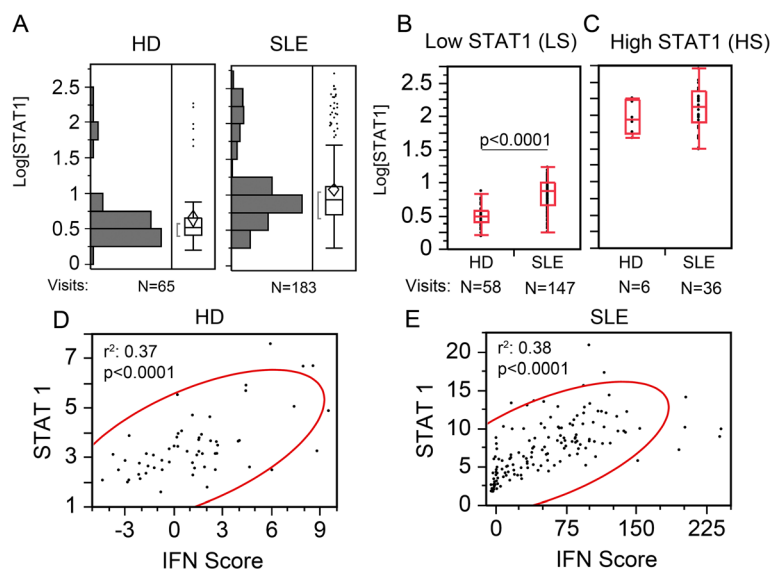 A
HD
SLE
Log[STAT1]
2.5
2
1.5
1
0.5
0
Visits:
N=65
N=183
B
Low STAT1 (LS)
Log[STAT1]
2.5
2
1.5
1
0.5
0
p<0.0001
HD
SLE
Visits:
N=58
N=147
C
High STAT1 (HS)
HD
SLE
N=6
N=36
D
HD
r²: 0.37
p<0.0001
STAT 1
7
5
3
1
-3
0
3
6
9
IFN Score
E
SLE
r²: 0.38
p<0.0001
STAT 1
20
15
10
5
0
0
75
150
225
IFN Score